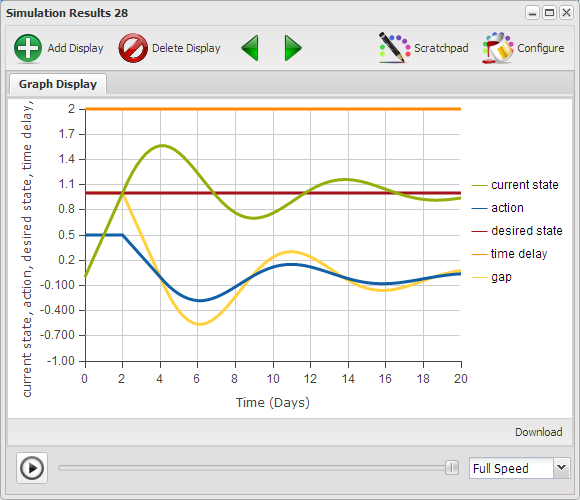 Simulation Results 28
Add Display Delete Display Scratchpad Configure
Graph Display
current state, action, desired state, time delay,
2
1.7
1.4
1.1
0.8
0.5
0.2
-0.100
-0.400
-0.700
-1.00
0 2 4 6 8 10 12 14 16 18 20
Time (Days)
current state
action
desired state
time delay
gap
Download
Full Speed